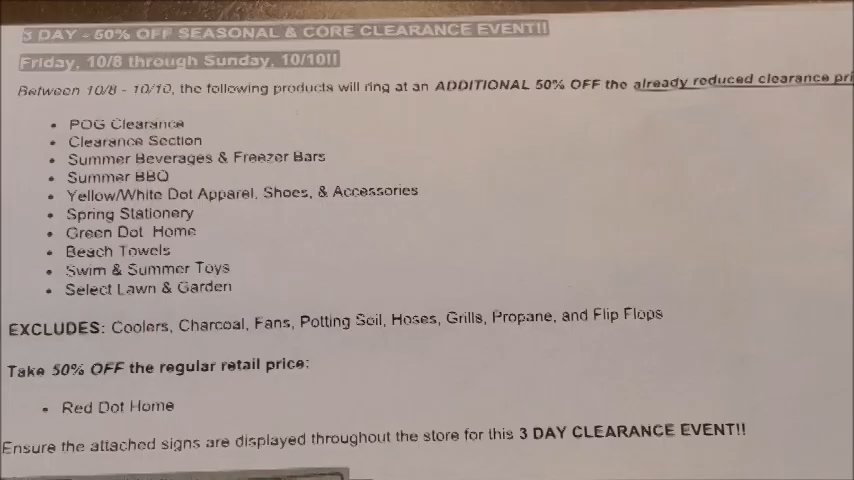 3 DAY - 50% OFF SEASONAL & CORE CLEARANCE EVENT!!
Friday, 10/8 through Sunday, 10/10!!
Between 10/8 - 10/10, the following products will ring at an ADDITIONAL 50% OFF the already reduced clearance pri
• POG Clearance
• Clearance Section
• Summer Beverages & Freezer Bars
• Summer BBQ
• Yellow/White Dot Apparel, Shoes, & Accessories
• Spring Stationery
• Green Dot Home
• Beach Towels
• Swim & Summer Toys
• Select Lawn & Garden
EXCLUDES: Coolers, Charcoal, Fans, Potting Soil, Hoses, Grills, Propane, and Flip Flops
Take 50% OFF the regular retail price:
• Red Dot Home
Ensure the attached signs are displayed throughout the store for this 3 DAY CLEARANCE EVENT!!